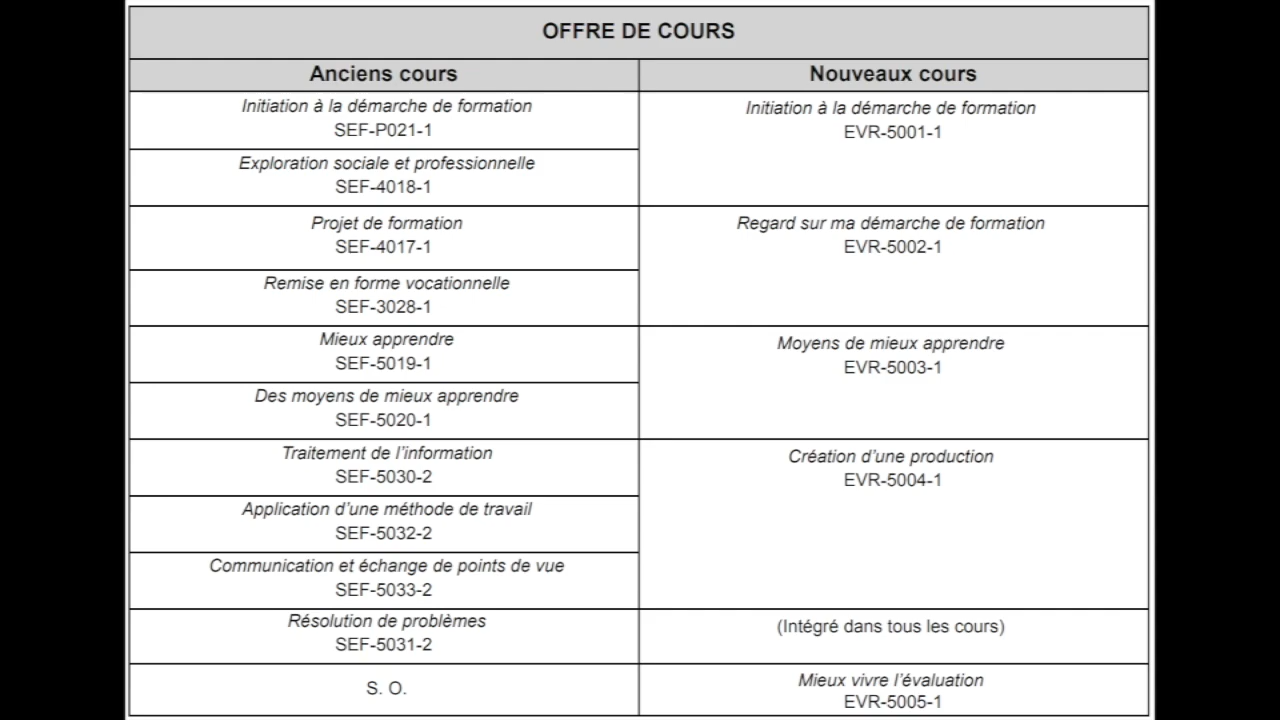 OFFRE DE COURS
Anciens cours
Nouveaux cours
Initiation à la démarche de formation
SEF-P021-1
Initiation à la démarche de formation
EVR-5001-1
Exploration sociale et professionnelle
SEF-4018-1
Projet de formation
SEF-4017-1
Regard sur ma démarche de formation
EVR-5002-1
Remise en forme vocationnelle
SEF-3028-1
Mieux apprendre
SEF-5019-1
Moyens de mieux apprendre
EVR-5003-1
Des moyens de mieux apprendre
SEF-5020-1
Traitement de l’information
SEF-5030-2
Création d’une production
EVR-5004-1
Application d’une méthode de travail
SEF-5032-2
Communication et échange de points de vue
SEF-5033-2
Résolution de problèmes
SEF-5031-2
(Intégré dans tous les cours)
S. O.
Mieux vivre l’évaluation
EVR-5005-1